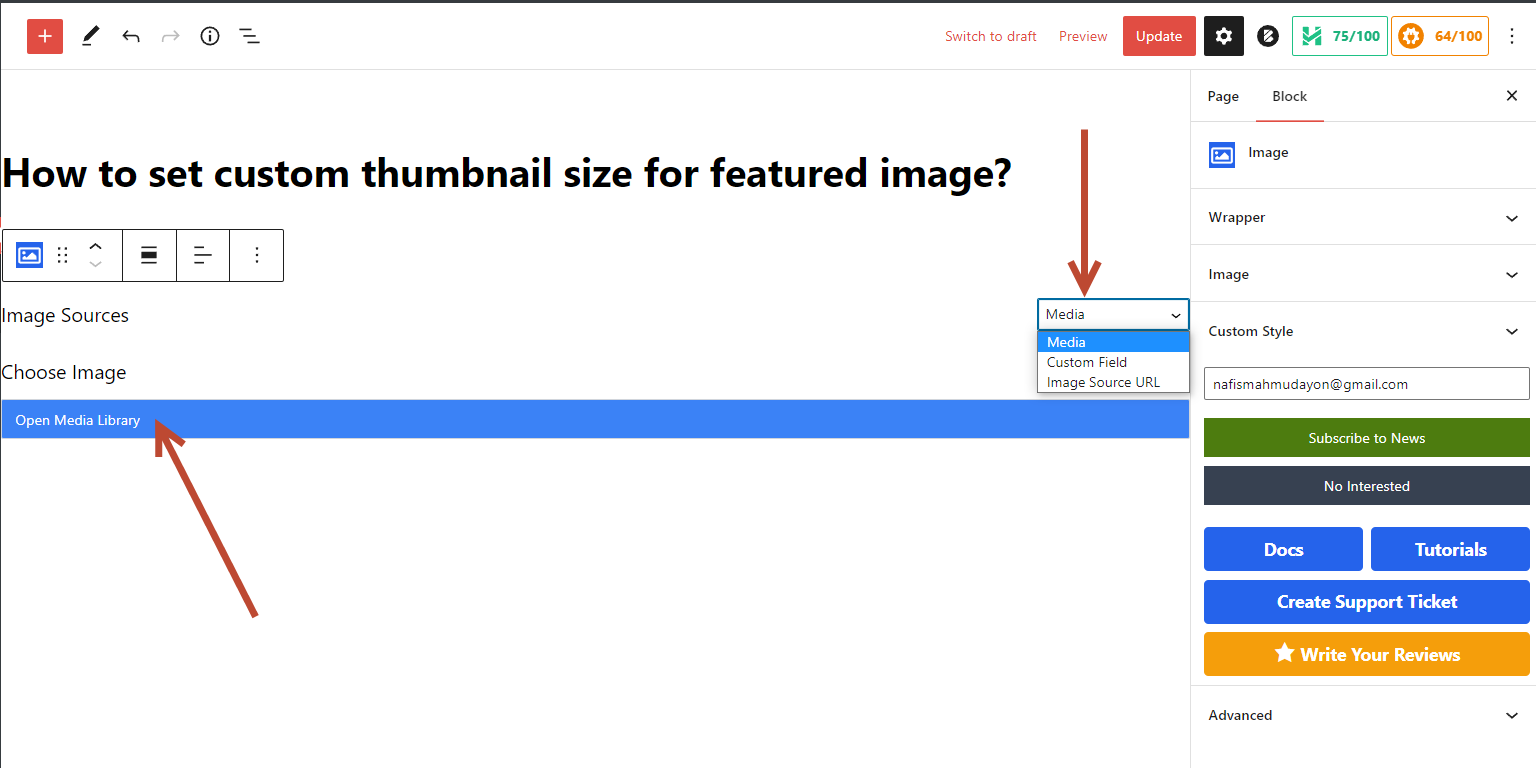 Switch to draft
Preview
Update
75/100
64/100
Page
Block
Image
How to set custom thumbnail size for featured image?
Wrapper
Image
Image Sources
Media
Media
Custom Field
Image Source URL
Custom Style
Choose Image
nafismahmudayon@gmail.com
Open Media Library
Subscribe to News
No Interested
Docs
Tutorials
Create Support Ticket
Write Your Reviews
Advanced